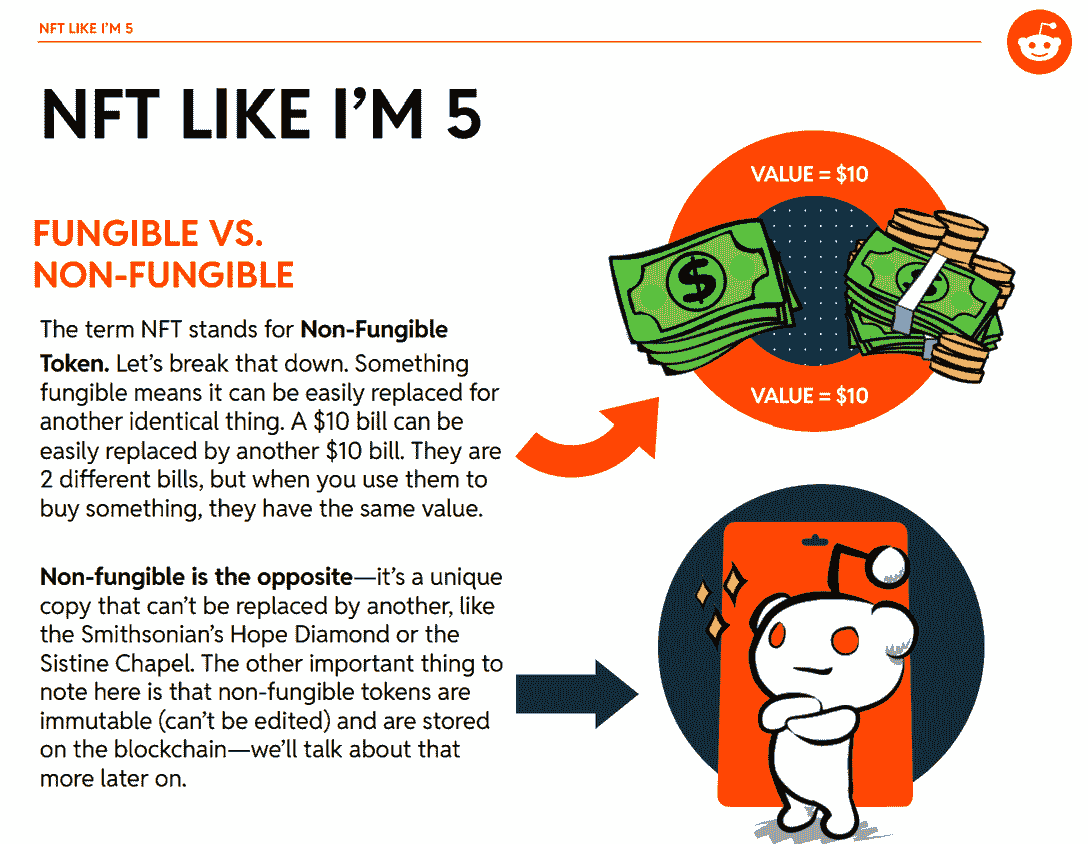 NFT LIKE I’M 5
NFT LIKE I’M 5
FUNGIBLE VS.
NON-FUNGIBLE
The term NFT stands for Non-Fungible
Token. Let’s break that down. Something
fungible means it can be easily replaced for
another identical thing. A $10 bill can be
easily replaced by another $10 bill. They are
2 different bills, but when you use them to
buy something, they have the same value.
Non-fungible is the opposite—it’s a unique
copy that can’t be replaced by another, like
the Smithsonian’s Hope Diamond or the
Sistine Chapel. The other important thing to
note here is that non-fungible tokens are
immutable (can’t be edited) and are stored
on the blockchain—we’ll talk about that
more later on.
VALUE = $10
$
$
VALUE = $10